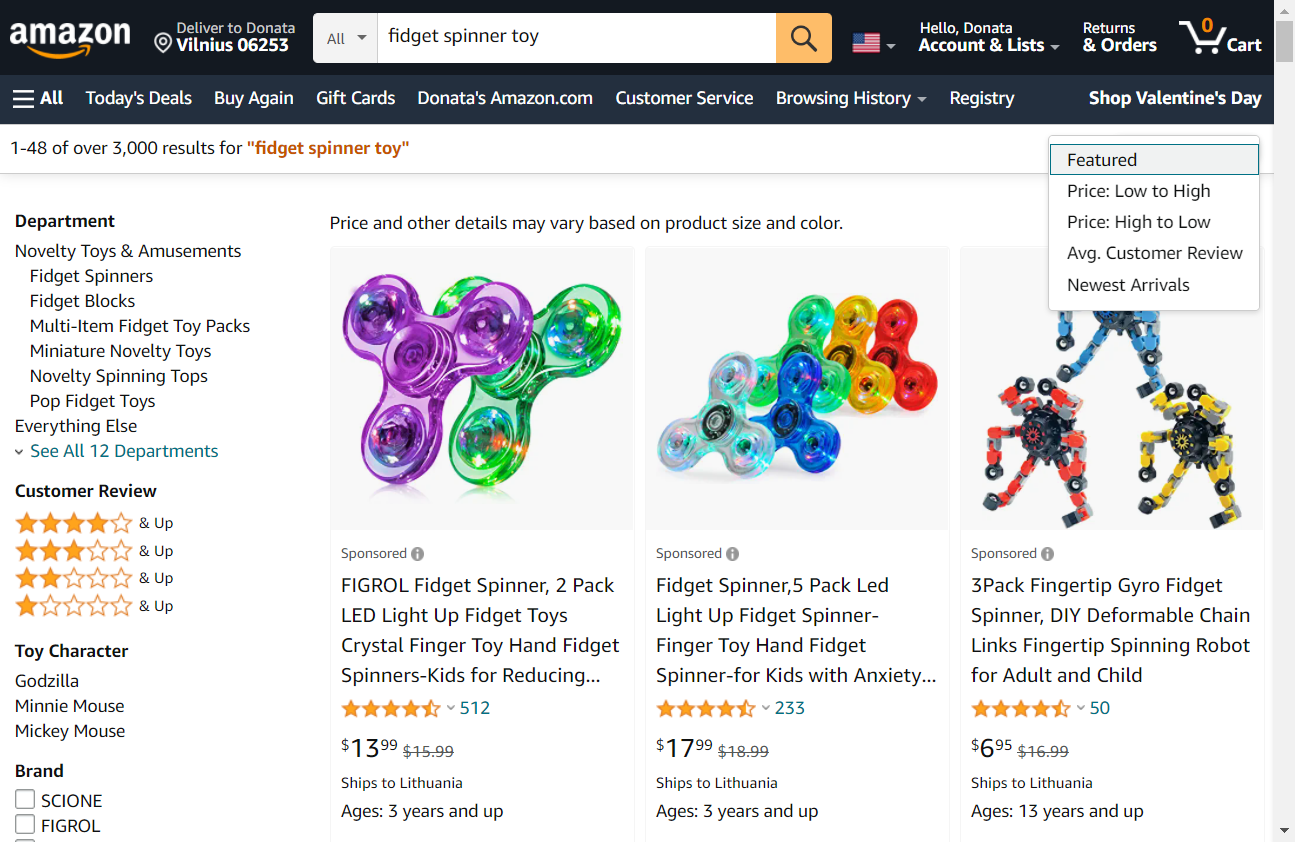 amazon
Deliver to Donata
Vilnius 06253
All
fidget spinner toy
Hello, Donata
Account & Lists
Returns
& Orders
0
Cart
All
Today's Deals
Buy Again
Gift Cards
Donata's Amazon.com
Customer Service
Browsing History
Registry
Shop Valentine's Day
1-48 of over 3,000 results for "fidget spinner toy"
Featured
Price: Low to High
Price: High to Low
Avg. Customer Review
Newest Arrivals
Department
Novelty Toys & Amusements
Fidget Spinners
Fidget Blocks
Multi-Item Fidget Toy Packs
Miniature Novelty Toys
Novelty Spinning Tops
Pop Fidget Toys
Everything Else
See All 12 Departments
Customer Review
& Up
& Up
& Up
& Up
Toy Character
Godzilla
Minnie Mouse
Mickey Mouse
Brand
SCIONE
FIGROL
Price and other details may vary based on product size and color.
Sponsored
FIGROL Fidget Spinner, 2 Pack
LED Light Up Fidget Toys
Crystal Finger Toy Hand Fidget
Spinners-Kids for Reducing...
512
$13 99 $15.99
Ships to Lithuania
Ages: 3 years and up
Sponsored
Fidget Spinner,5 Pack Led
Light Up Fidget Spinner-
Finger Toy Hand Fidget
Spinner-for Kids with Anxiety...
233
$17 99 $18.99
Ships to Lithuania
Ages: 3 years and up
Sponsored
3Pack Fingertip Gyro Fidget
Spinner, DIY Deformable Chain
Links Fingertip Spinning Robot
for Adult and Child
50
$6 95 $16.99
Ships to Lithuania
Ages: 13 years and up